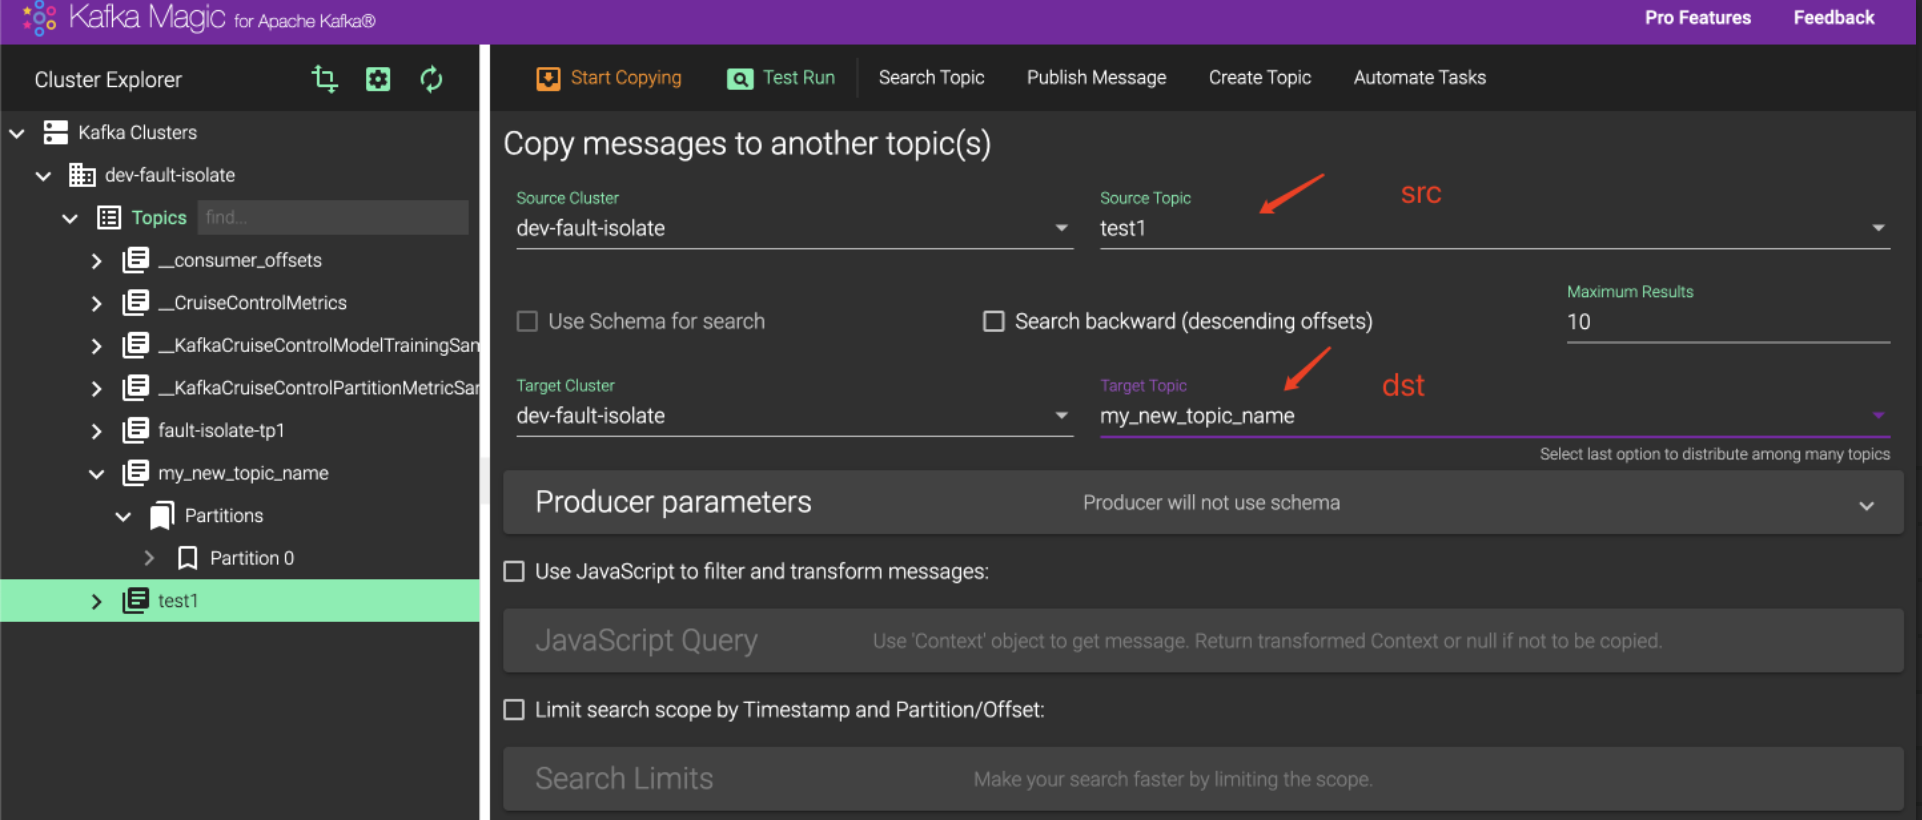 Kafka Magic for Apache Kafka®
Pro Features
Feedback
Cluster Explorer
Start Copying
Test Run
Search Topic
Publish Message
Create Topic
Automate Tasks
Kafka Clusters
dev-fault-isolate
Topics
find...
__consumer_offsets
__CruiseControlMetrics
__KafkaCruiseControlModelTrainingSam
__KafkaCruiseControlPartitionMetricSam
fault-isolate-tp1
my_new_topic_name
Partitions
Partition 0
test1
Copy messages to another topic(s)
Source Cluster
dev-fault-isolate
Source Topic
test1
src
Use Schema for search
Search backward (descending offsets)
Maximum Results
10
Target Cluster
dev-fault-isolate
Target Topic
my_new_topic_name
dst
Select last option to distribute among many topics
Producer parameters
Producer will not use schema
Use JavaScript to filter and transform messages:
JavaScript Query
Use 'Context' object to get message. Return transformed Context or null if not to be copied.
Limit search scope by Timestamp and Partition/Offset:
Search Limits
Make your search faster by limiting the scope.